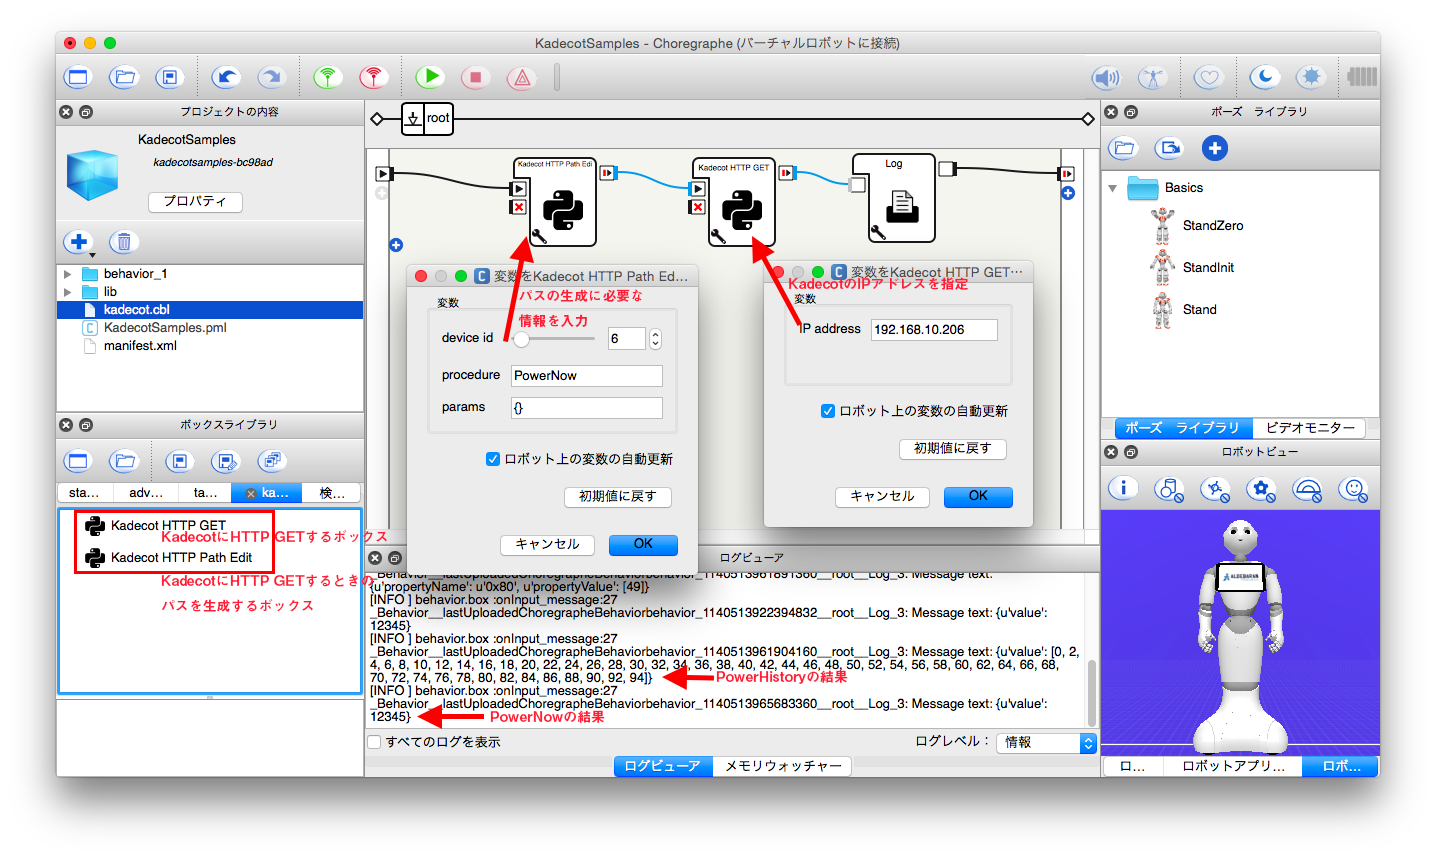 KadecotSamples - Choregraphe (バーチャルロボットに接続)
プロジェクトの内容
KadecotSamples
kadecotsamples-bc98ad
プロパティ
behavior_1
lib
kadecot.cbl
KadecotSamples.pml
manifest.xml
ボックスライブラリ
sta...
adv...
ta...
ka...
検...
Kadecot HTTP GET
KadecotにHTTP GETするボックス
Kadecot HTTP Path Edit
KadecotにHTTP GETするときの
パスを生成するボックス
root
Kadecot HTTP Path Edi
Kadecot HTTP GET
Log
変数をKadecot HTTP Path Ed...
パスの生成に必要な
変数
情報を入力
device id
6
procedure
PowerNow
params
{}
ロボット上の変数の自動更新
初期値に戻す
キャンセル
OK
変数をKadecot HTTP GET...
KadecotのIPアドレスを指定
変数
IP address
192.168.10.206
ロボット上の変数の自動更新
初期値に戻す
キャンセル
OK
ログビューア
_Behavior__lastUploadedChoregrapheBehaviorbehavior_1140513961891360__root__Log_3: Message text:
{u'propertyName': u'0x80', u'propertyValue': [49]}
[INFO ] behavior.box :onInput_message:27
_Behavior__lastUploadedChoregrapheBehaviorbehavior_1140513922394832__root__Log_3: Message text: {u'value':
12345}
[INFO ] behavior.box :onInput_message:27
_Behavior__lastUploadedChoregrapheBehaviorbehavior_1140513961904160__root__Log_3: Message text: {u'value': [0, 2,
4, 6, 8, 10, 12, 14, 16, 18, 20, 22, 24, 26, 28, 30, 32, 34, 36, 38, 40, 42, 44, 46, 48, 50, 52, 54, 56, 58, 60, 62, 64, 66, 68,
70, 72, 74, 76, 78, 80, 82, 84, 86, 88, 90, 92, 94]}
PowerHistoryの結果
[INFO ] behavior.box :onInput_message:27
_Behavior__lastUploadedChoregrapheBehaviorbehavior_1140513965683360__root__Log_3: Message text: {u'value':
12345}
PowerNowの結果
すべてのログを表示
ログレベル：
情報
ログビューア
メモリウォッチャー
ポーズ ライブラリ
Basics
StandZero
StandInit
Stand
ポーズ ライブラリ
ビデオモニター
ロボットビュー
ALDEBARAN
ロ...
ロボットアプリ...
ロボ...